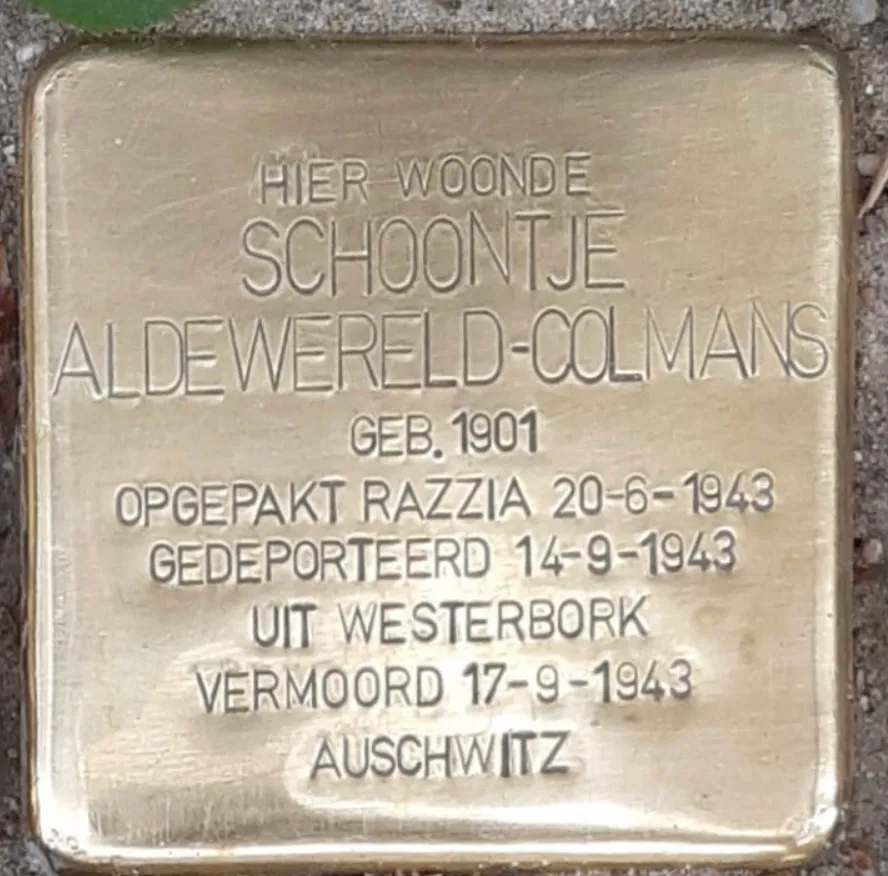 HIER WOONDE
SCHOONTJE
ALDEWERELD-COLMANS
GEB. 1901
OPGEPAKT RAZZIA 20-6-1943
GEDEPORTEERD 14-9-1943
UIT WESTERBORK
VERMOORD 17-9-1943
AUSCHWITZ